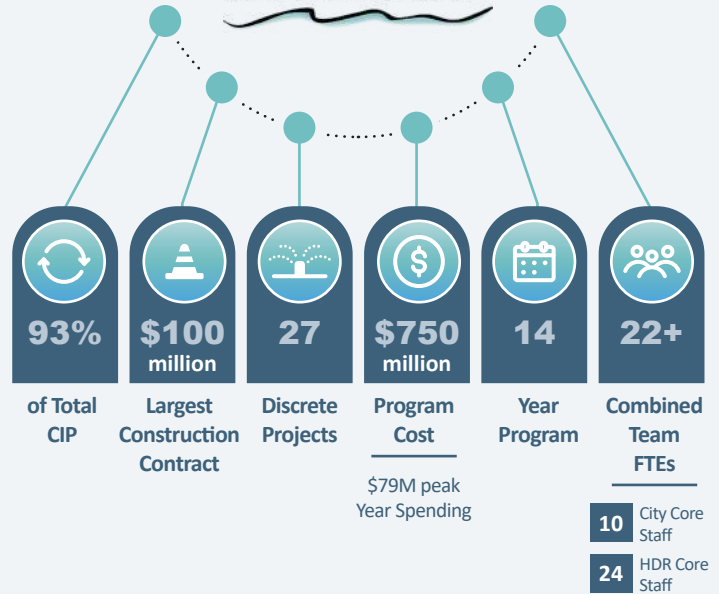 93%
of Total
CIP
$100
million
Largest
Construction
Contract
27
Discrete
Projects
$750
million
Program
Cost
$79M peak
Year Spending
14
Year
Program
22+
Combined
Team
FTEs
10
City Core
Staff
24
HDR Core
Staff